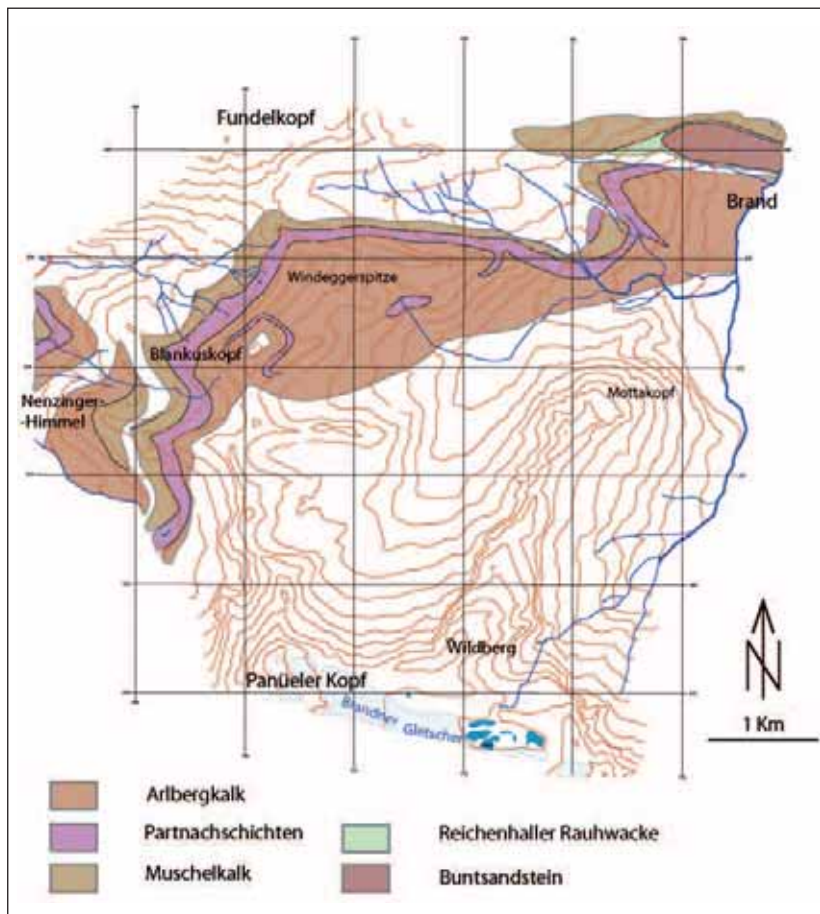 Fundelkopf
Brand
Windeggerspitze
Blankuskopf
Nenzinger-
-Himmel
Mottakopf
Wildberg
Panüeler Kopf
Brandner Gletscher
N
1 Km
Arlbergkalk
Partnachschichten
Muschelkalk
Reichenhaller Rauhwacke
Buntsandstein